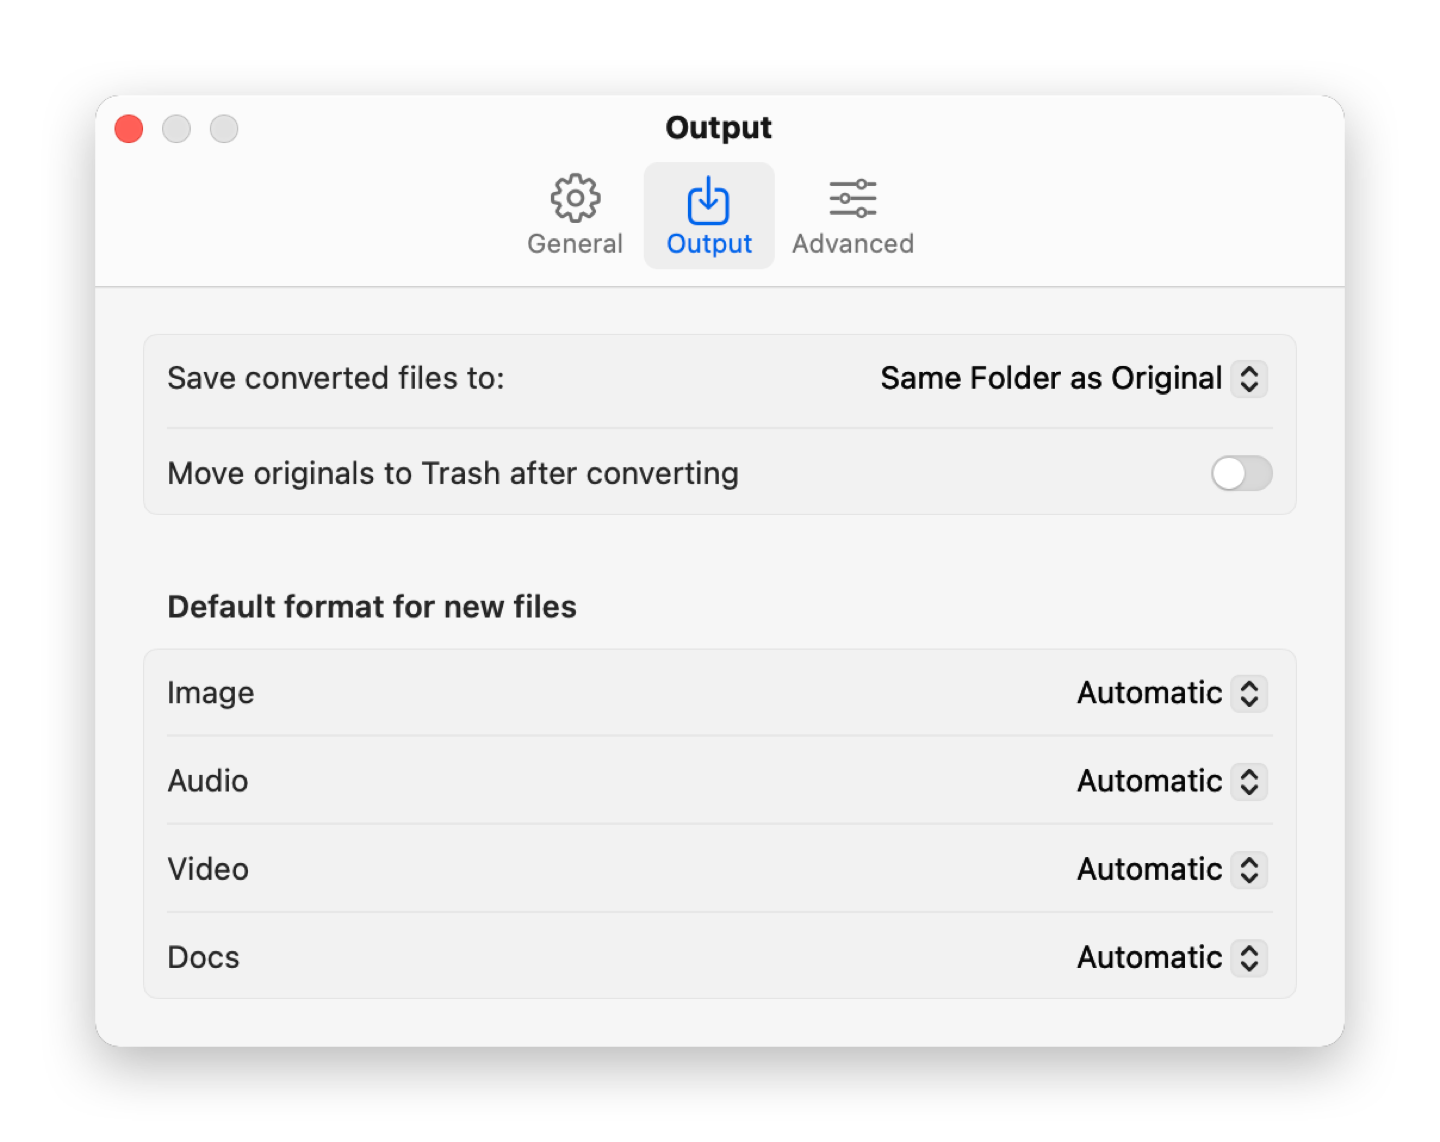 Output
General
Output
Advanced
Save converted files to: Same Folder as Original
Move originals to Trash after converting
Default format for new files
Image Automatic
Audio Automatic
Video Automatic
Docs Automatic